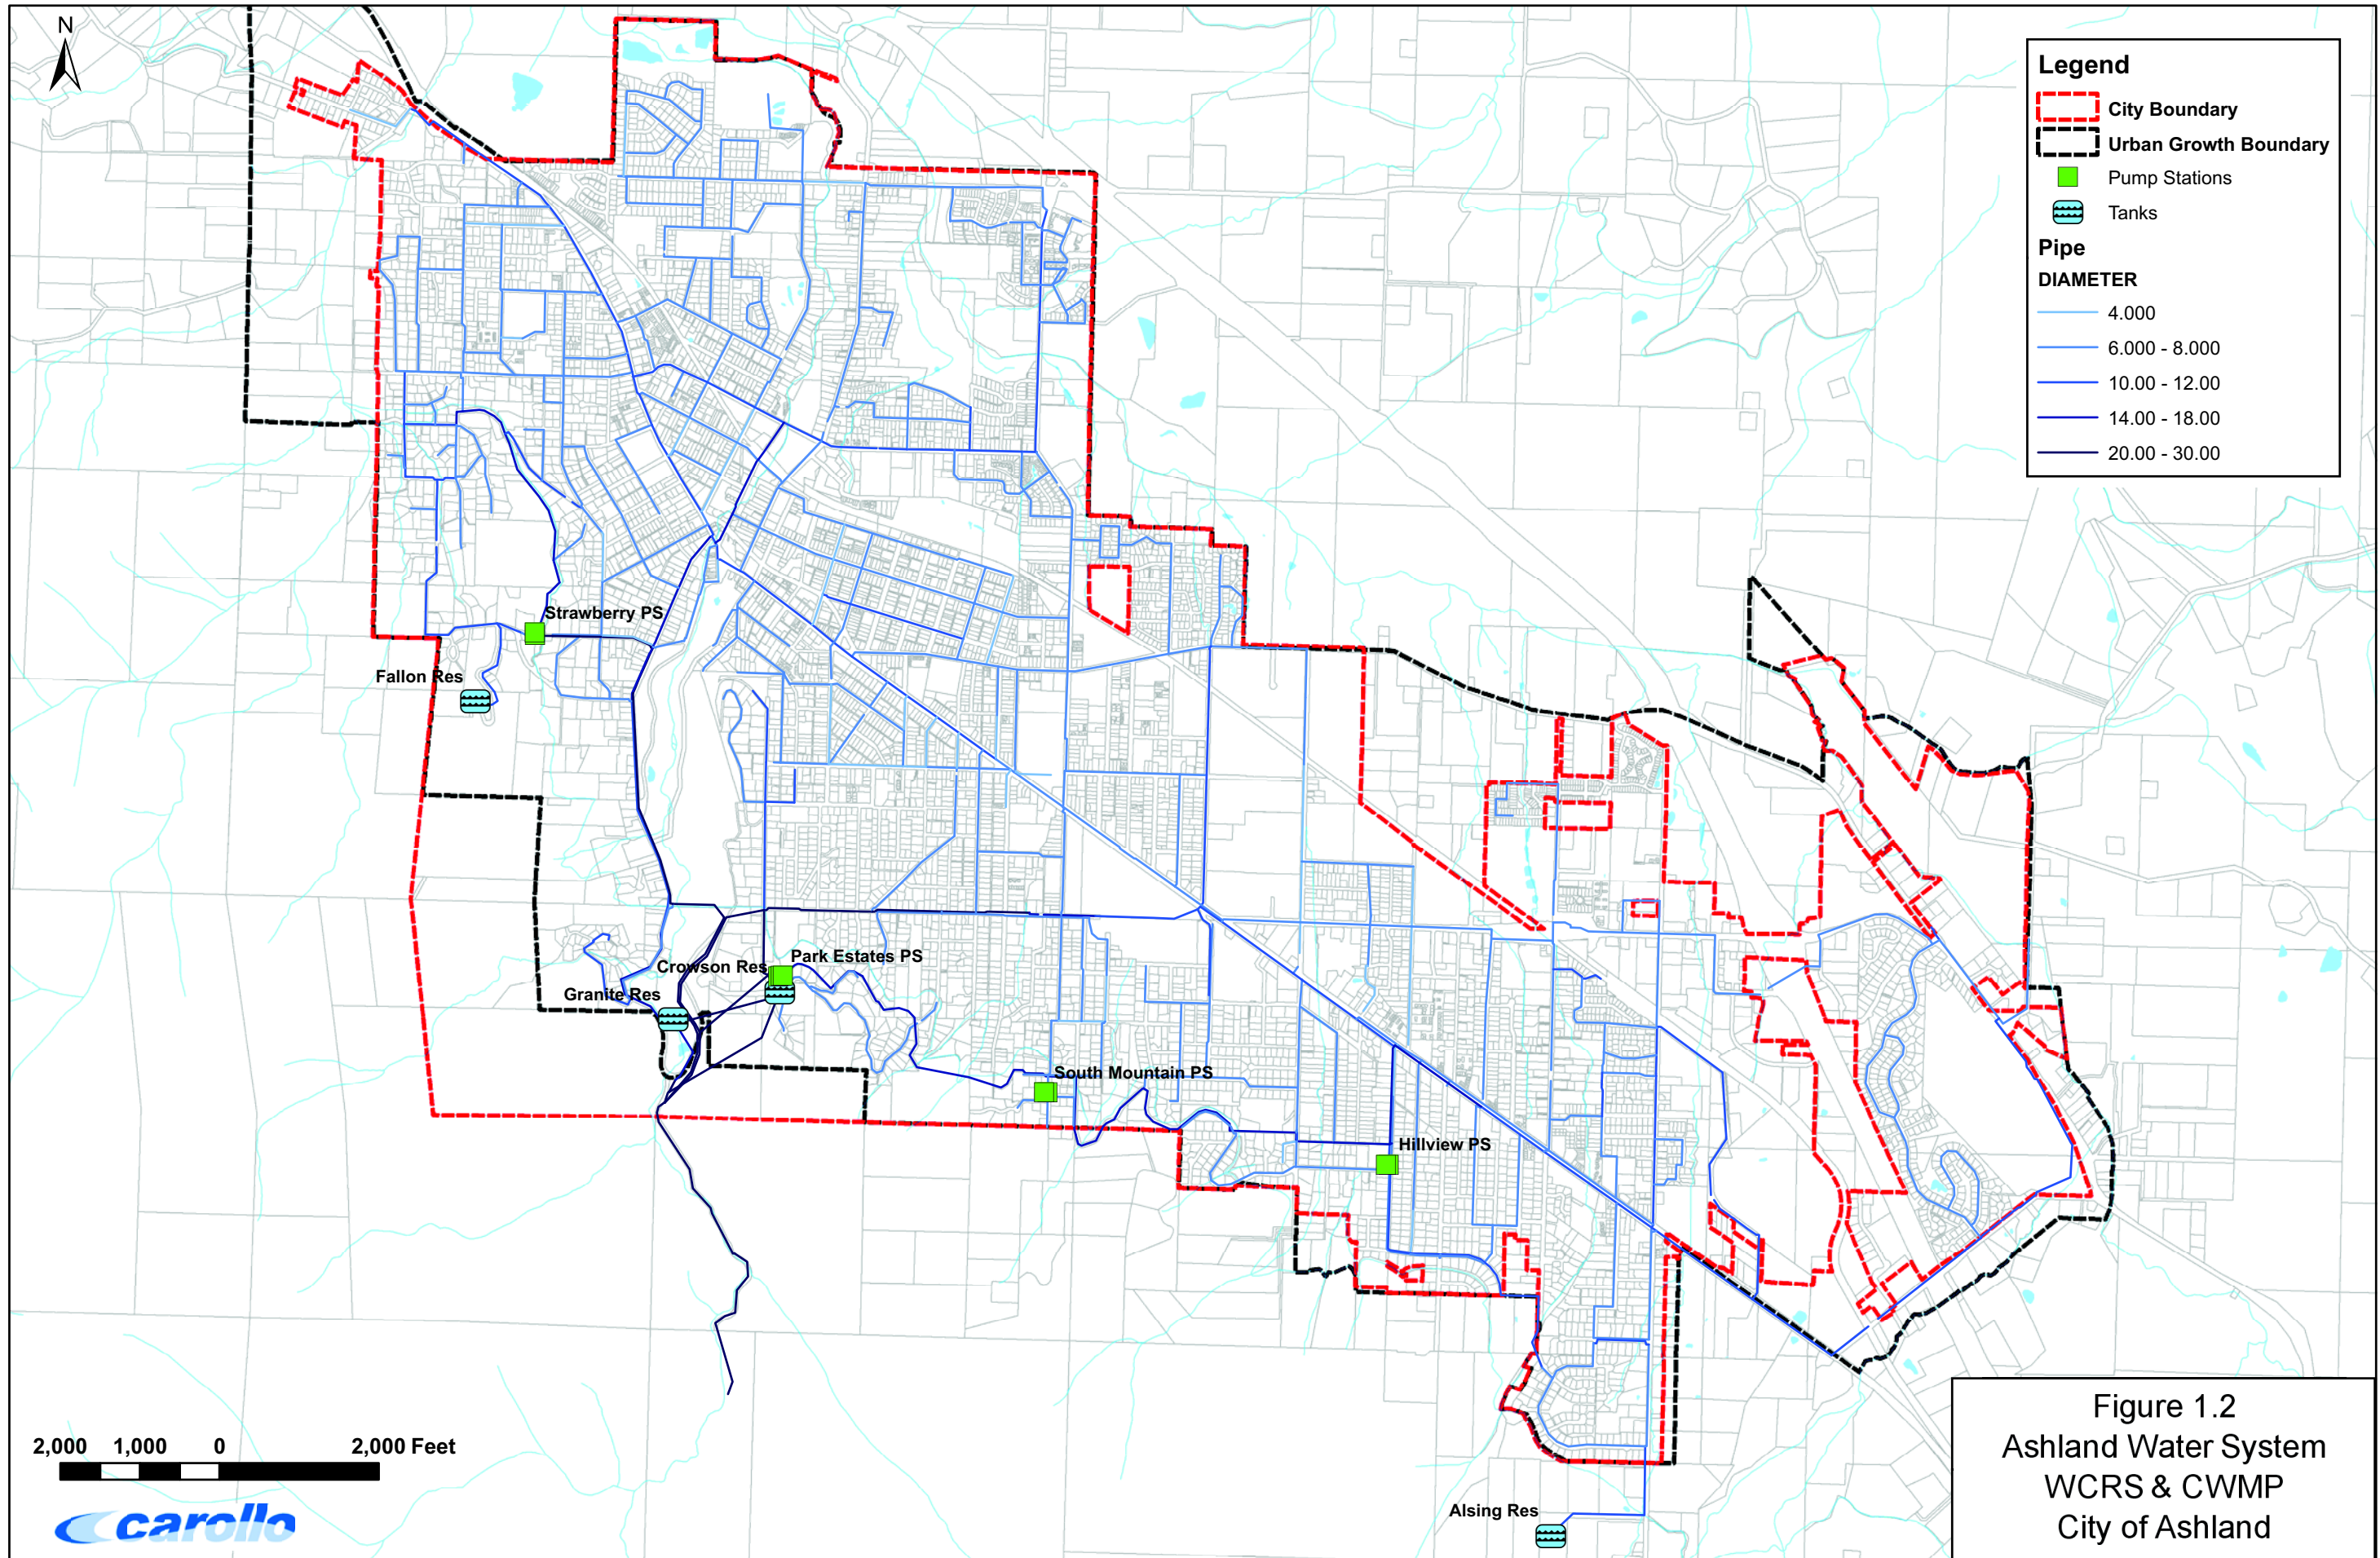 N
Legend
City Boundary
Urban Growth Boundary
Pump Stations
Tanks
Pipe
DIAMETER
4.000
6.000 - 8.000
10.00 - 12.00
14.00 - 18.00
20.00 - 30.00
Strawberry PS
Fallon Res
Park Estates PS
Crowson Res
Granite Res
South Mountain PS
Hillview PS
Alsing Res
2,000 1,000 0 2,000 Feet
carollo
Figure 1.2
Ashland Water System
WCRS & CWMP
City of Ashland